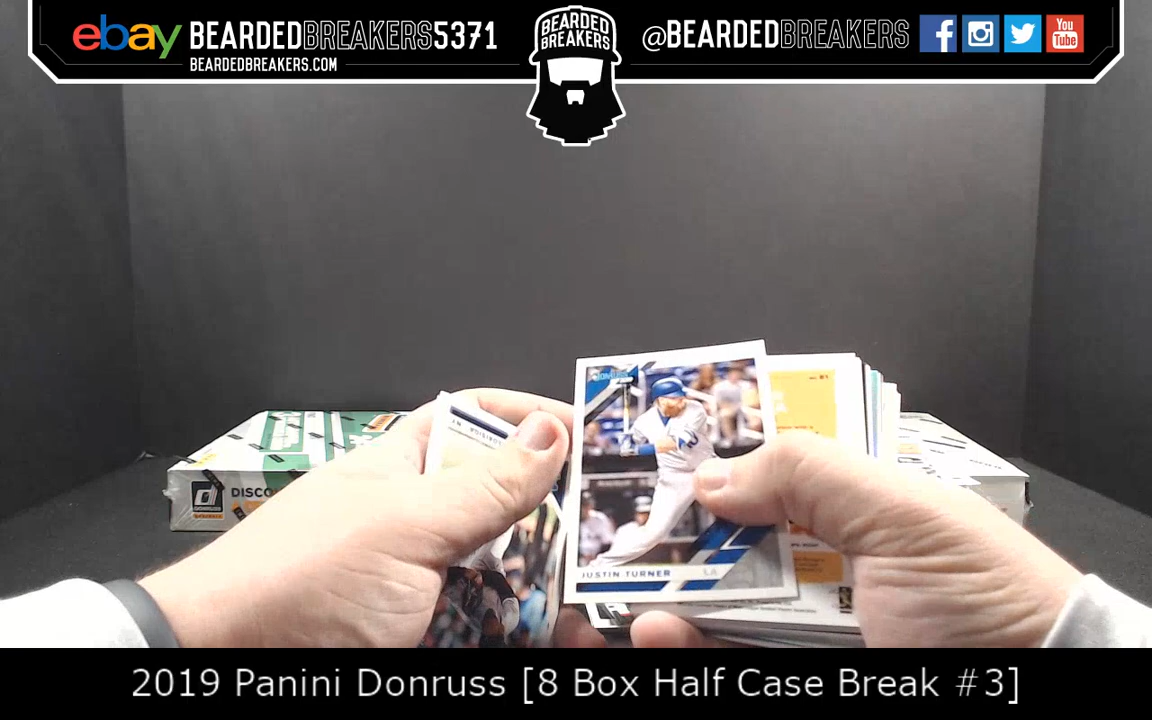 ebay BEARDEDBREAKERS5371
BEARDEDBREAKERS.COM
BEARDED
BREAKERS
@BEARDEDBREAKERS
You
Tube
DONRUSS
JUSTIN TURNER
LA
DISCO
2019 Panini Donruss [8 Box Half Case Break #3]